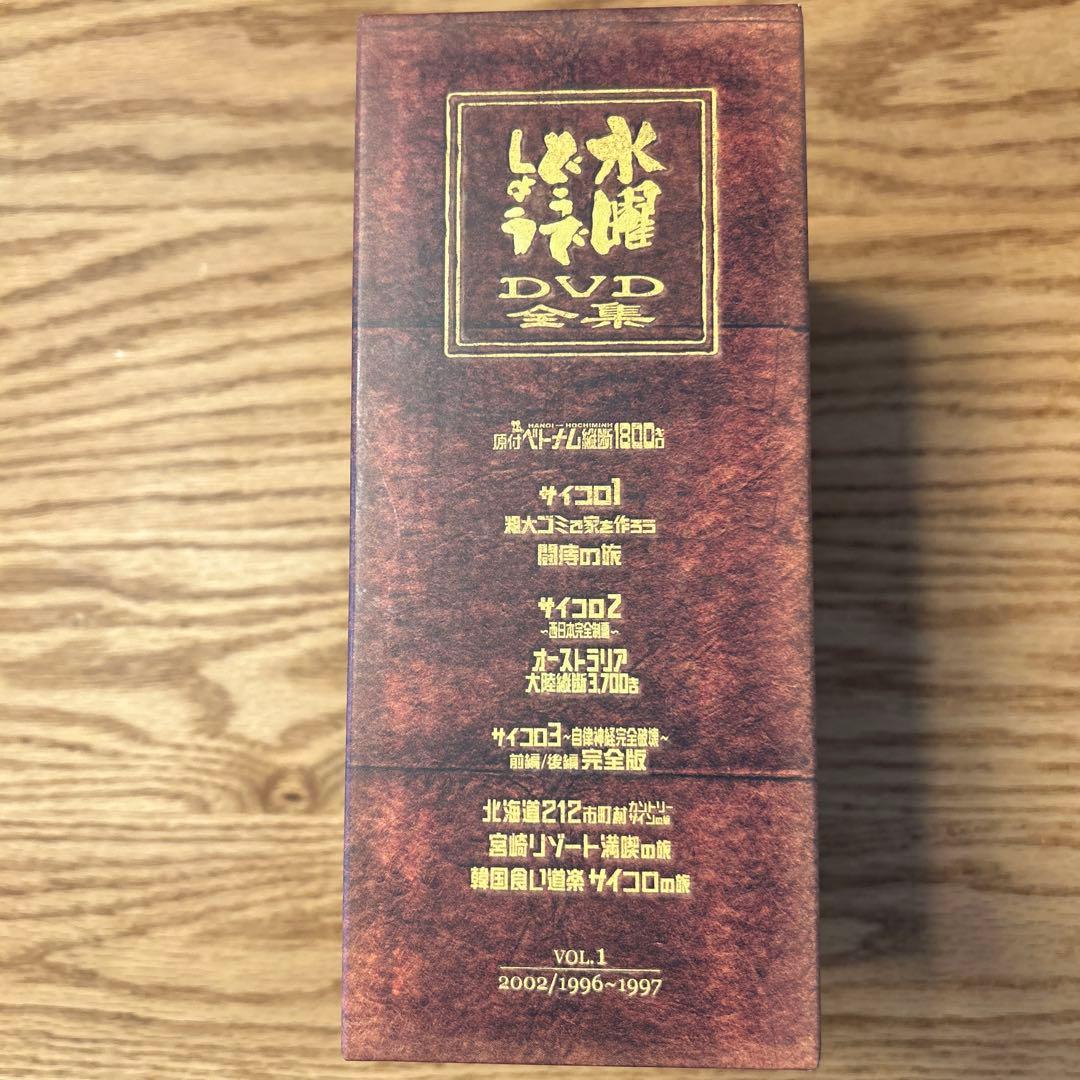 水曜
どうで
しょう
DVD
全集
HANOI — HOCHIMINH
原付ベトナム縦断1800キロ
サイコロ1
粗大ゴミで家を作ろう
闘痔の旅
サイコロ2
~西日本完全制覇~
オーストラリア
大陸縦断3,700キロ
サイコロ3~自律神経完全破壊~
前編/後編 完全版
北海道212市町村カントリーサインの旅
宮崎リゾート満喫の旅
韓国食い道楽 サイコロの旅
VOL.1
2002/1996~1997